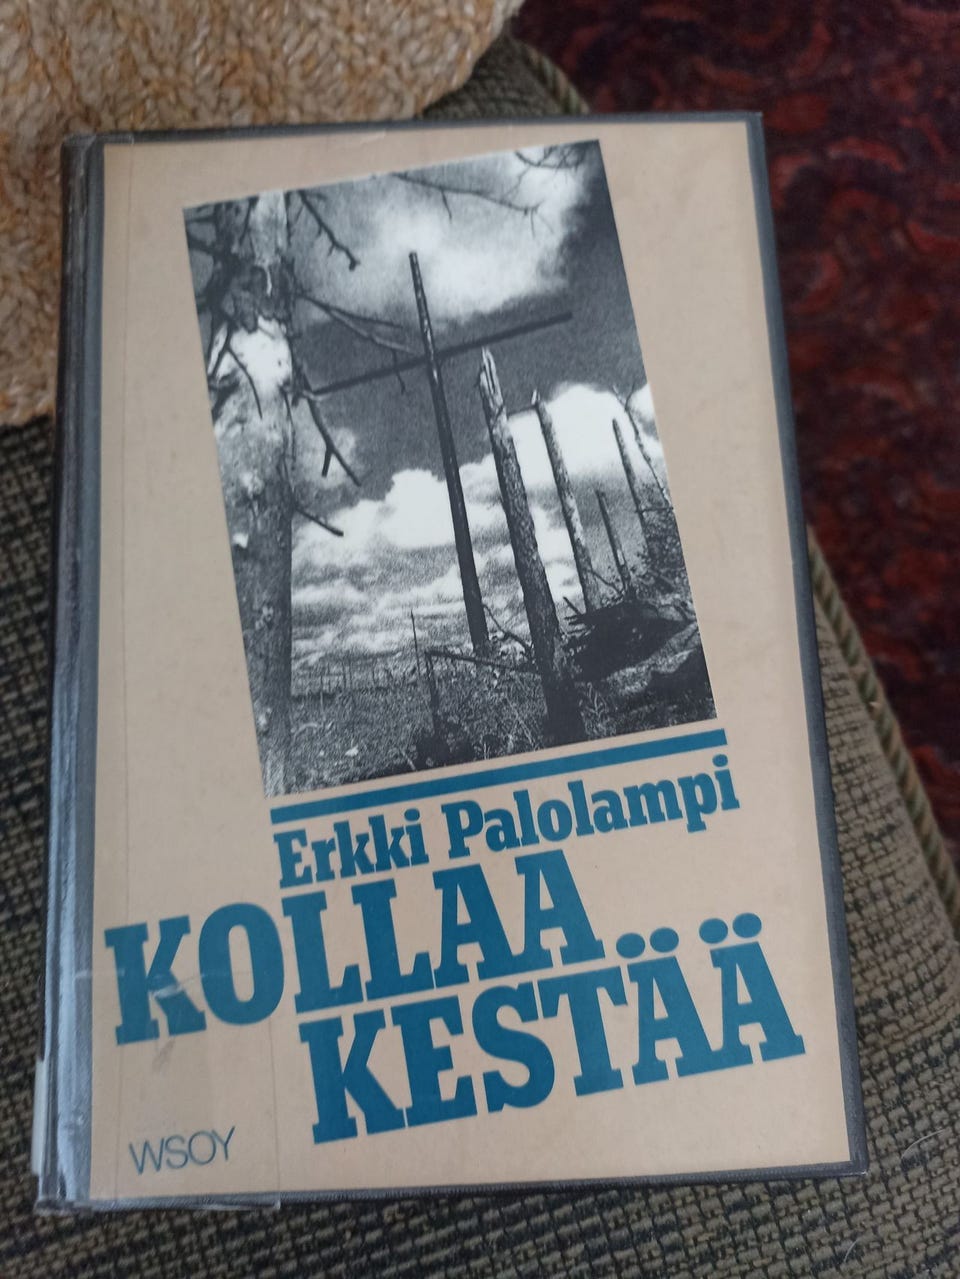 Erkki Palolampi
KOLLAA
KESTÄÄ
WSOY